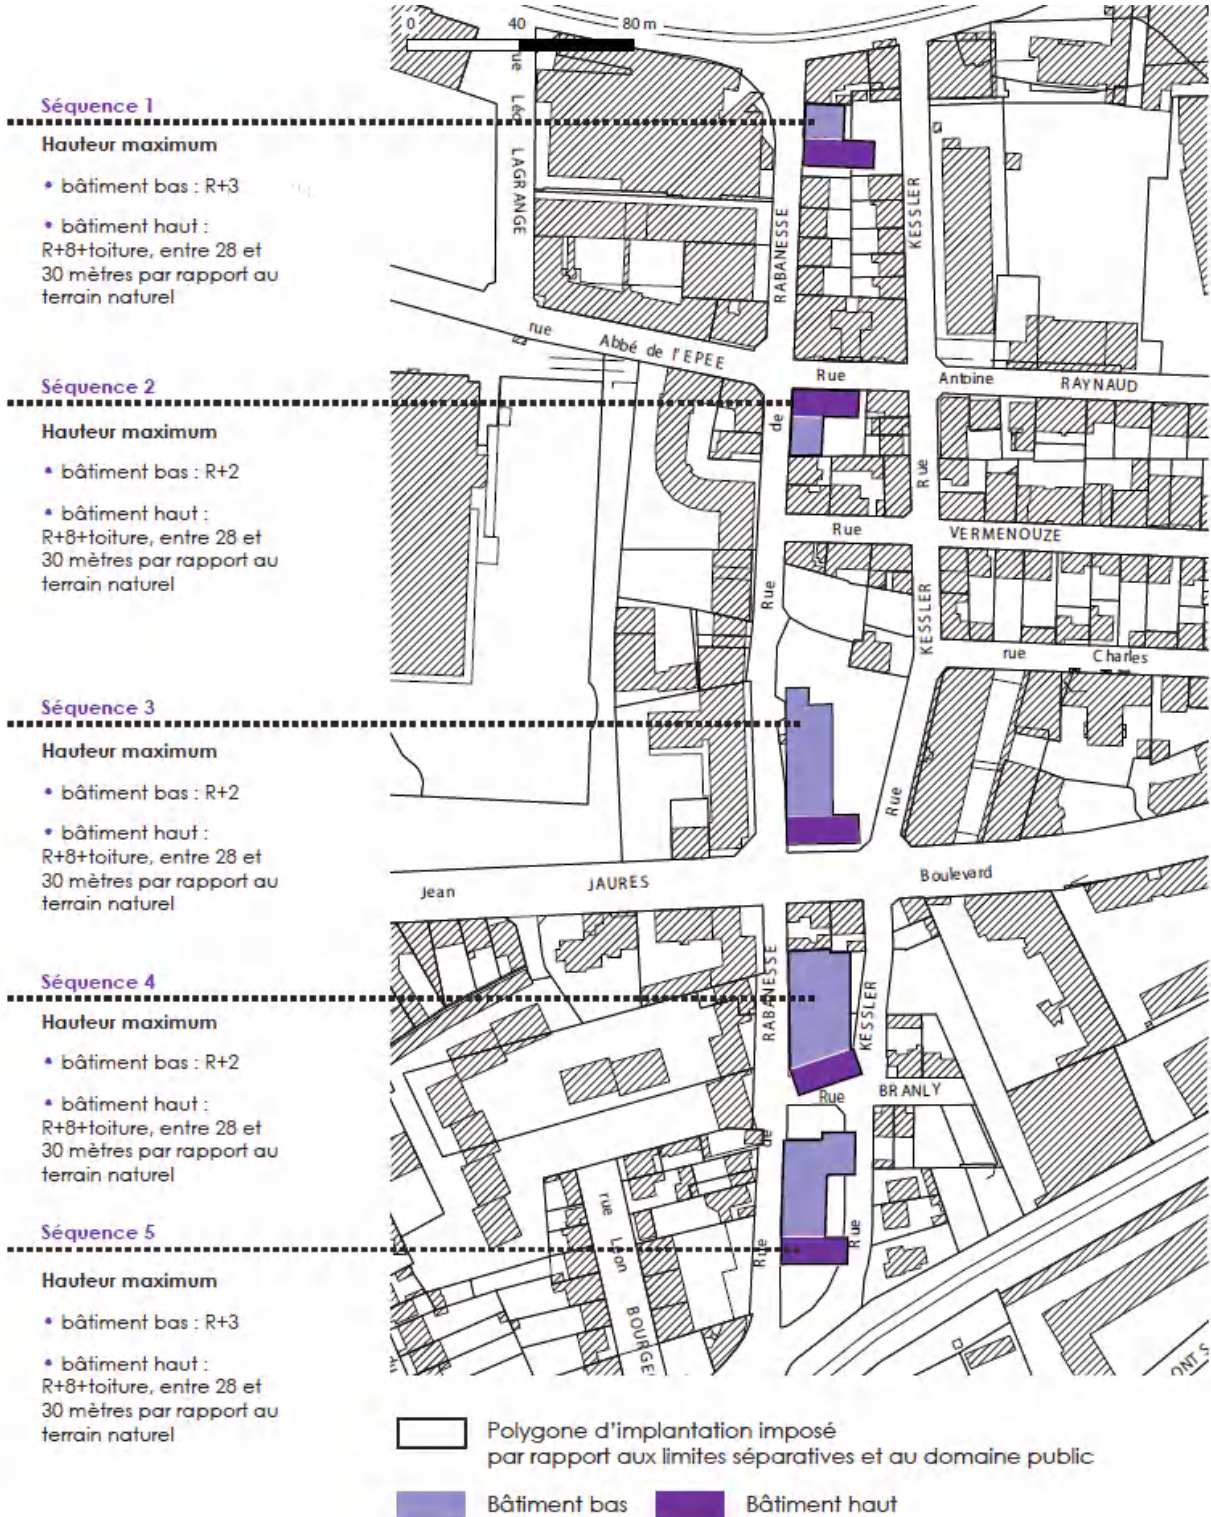 0 40 80 m
Séquence 1
Hauteur maximum
• bâtiment bas : R+3
• bâtiment haut :
R+8+toiture, entre 28 et
30 mètres par rapport au
terrain naturel
Séquence 2
Hauteur maximum
• bâtiment bas : R+2
• bâtiment haut :
R+8+toiture, entre 28 et
30 mètres par rapport au
terrain naturel
Séquence 3
Hauteur maximum
• bâtiment bas : R+2
• bâtiment haut :
R+8+toiture, entre 28 et
30 mètres par rapport au
terrain naturel
Séquence 4
Hauteur maximum
• bâtiment bas : R+2
• bâtiment haut :
R+8+toiture, entre 28 et
30 mètres par rapport au
terrain naturel
Séquence 5
Hauteur maximum
• bâtiment bas : R+3
• bâtiment haut :
R+8+toiture, entre 28 et
30 mètres par rapport au
terrain naturel
LAGRANGE
RABANESSE
KESSLER
rue Abbé de l'EPEE
Rue Antoine RAYNAUD
de
Rue
Rue VERMENOUZE
Rue
KESSLER
rue Charles
Rue
Jean JAURES Boulevard
RABANESSE
KESSLER
Rue BRANLY
de
Rue
Rue
rue Léon BOURGE
ONT S
Polygone d'implantation imposé
par rapport aux limites séparatives et au domaine public
Bâtiment bas Bâtiment haut